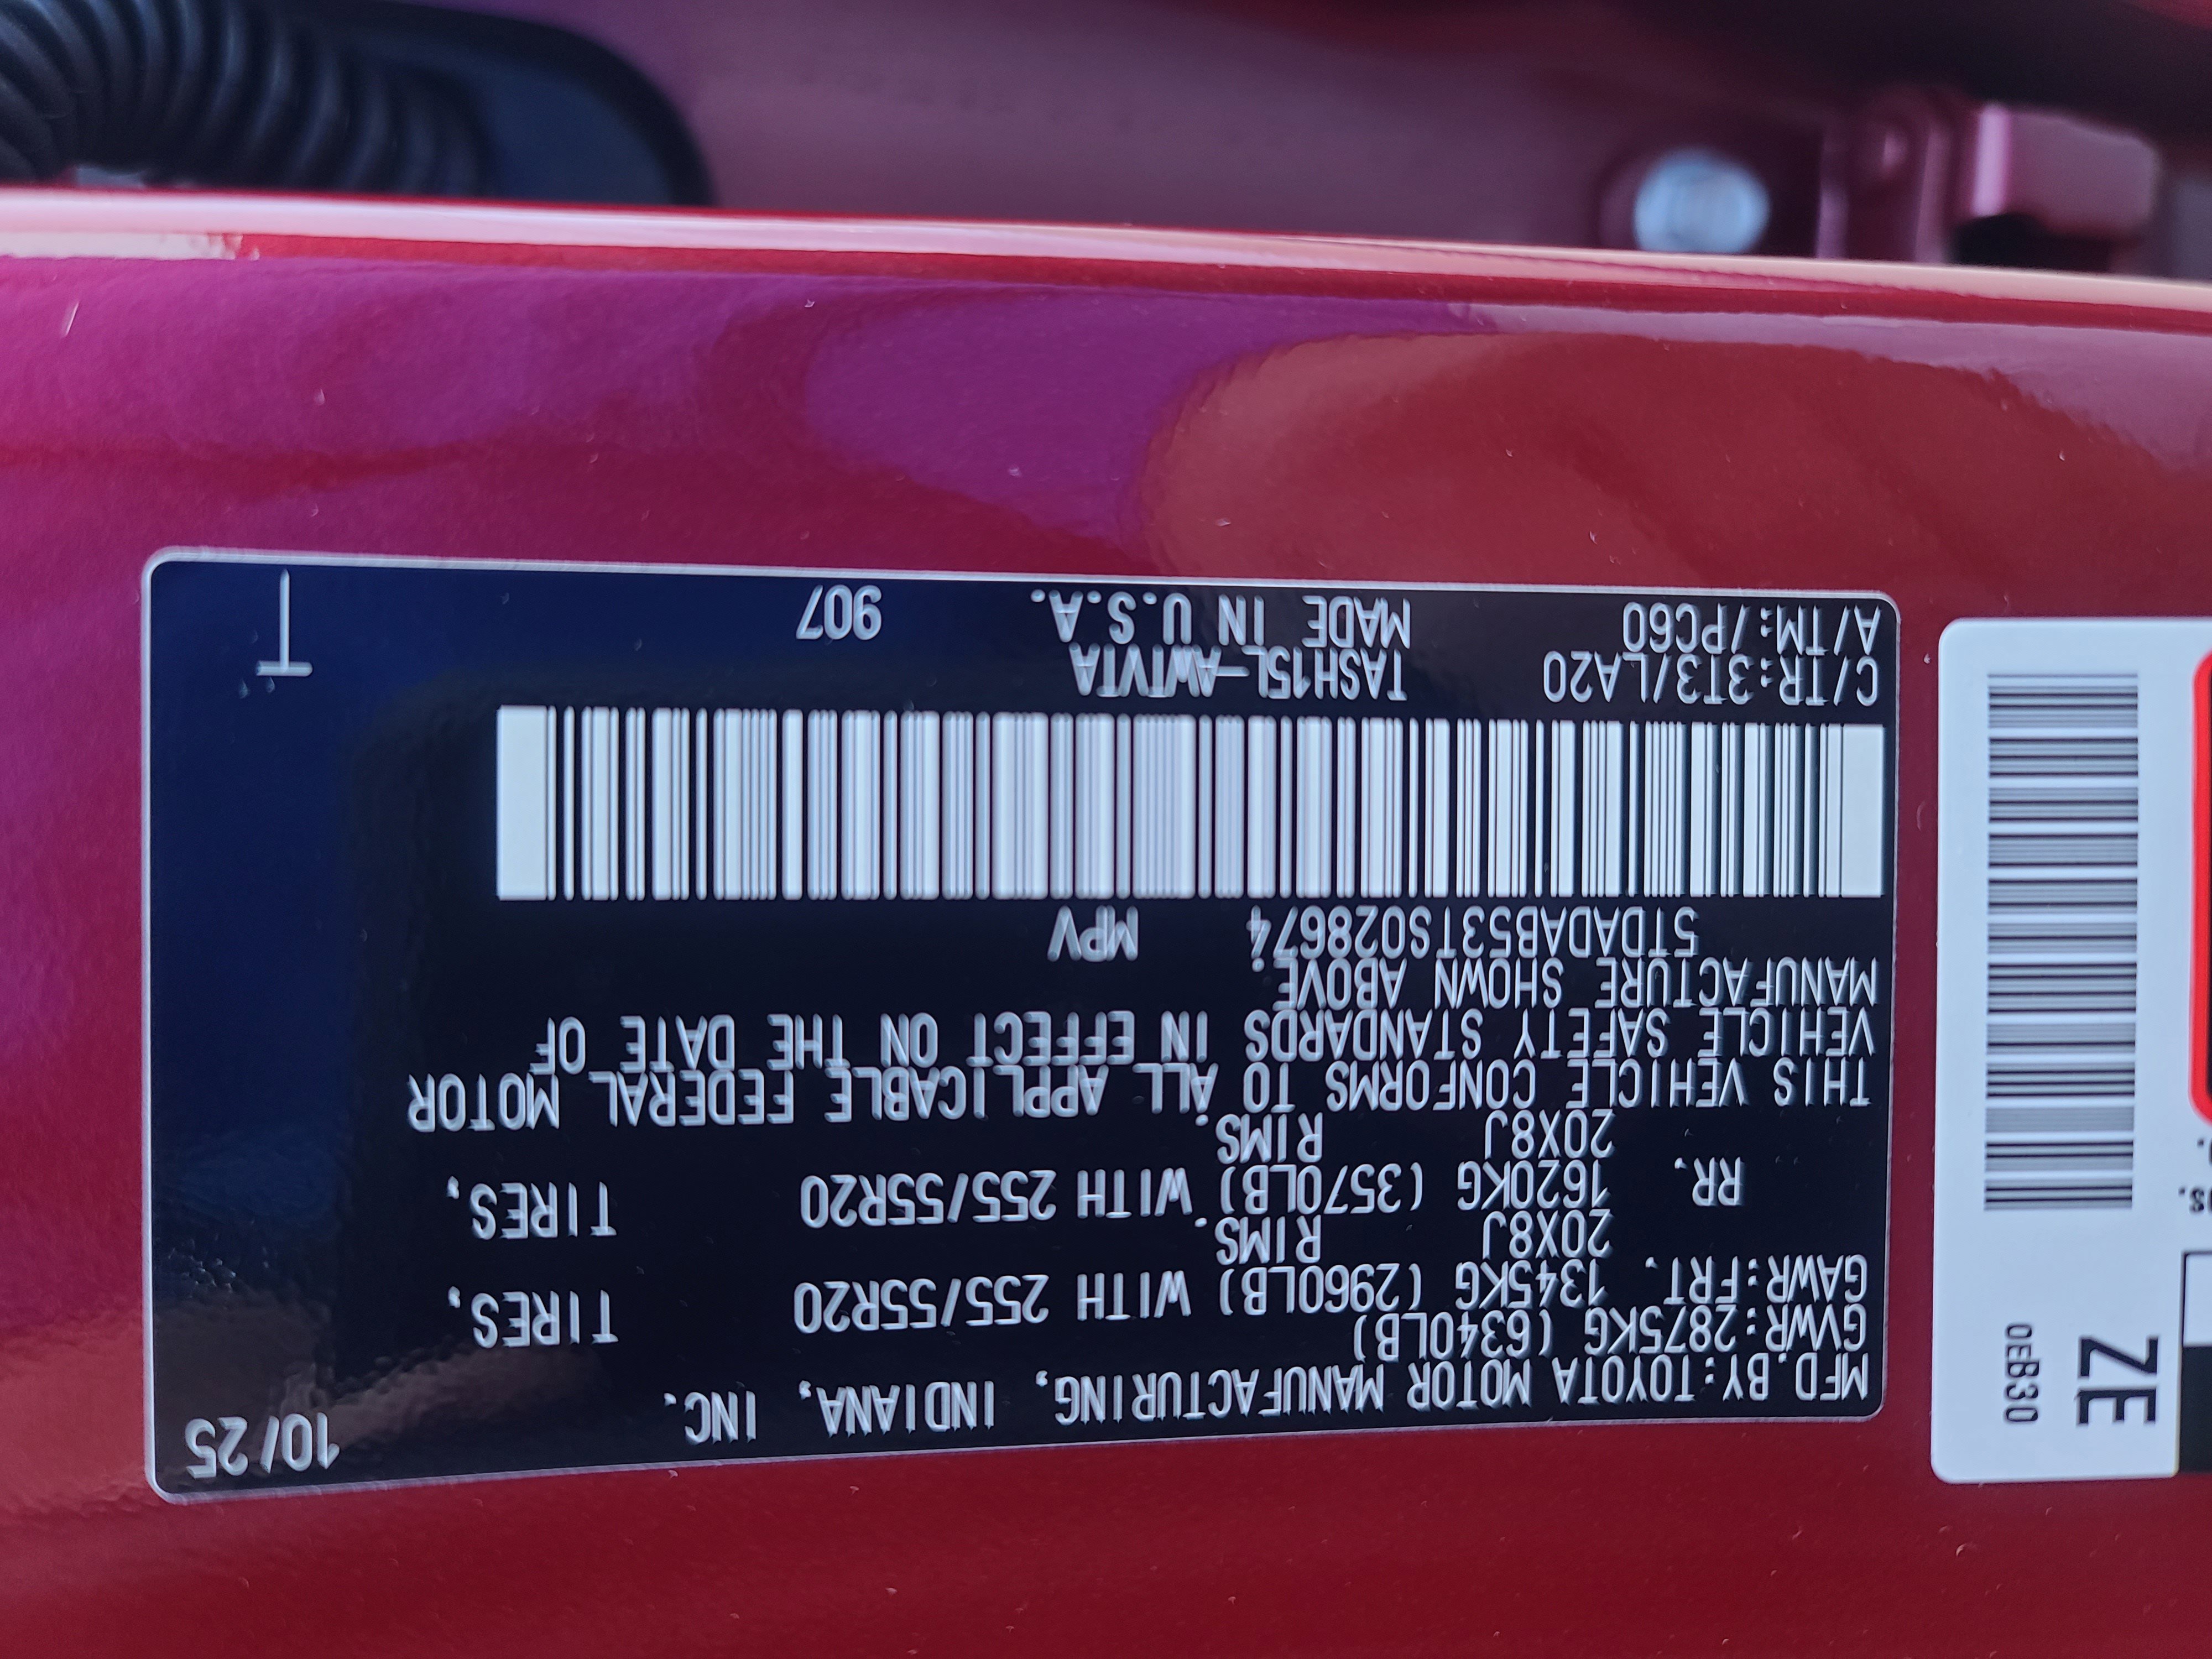 MFD.BY:TOYOTA MOTOR MANUFACTURING, INDIANA, INC. 10/25
GVWR:2875KG (6340LB)
GAWR:FRT. 1345KG (2960LB) WITH 255/55R20 TIRES,
20X8J RIMS.
RR. 1620KG (3570LB) WITH 255/55R20 TIRES,
20X8J RIMS.
THIS VEHICLE CONFORMS TO ALL APPLICABLE FEDERAL MOTOR
VEHICLE SAFETY STANDARDS IN EFFECT ON THE DATE OF
MANUFACTURE SHOWN ABOVE.
5TDADAB53TS028674 MPV
C/TR:3T3/LA20 TASH15L-AWTVTA
A/TM:/PC60 MADE IN U.S.A. 907 T
ZE
0EB30